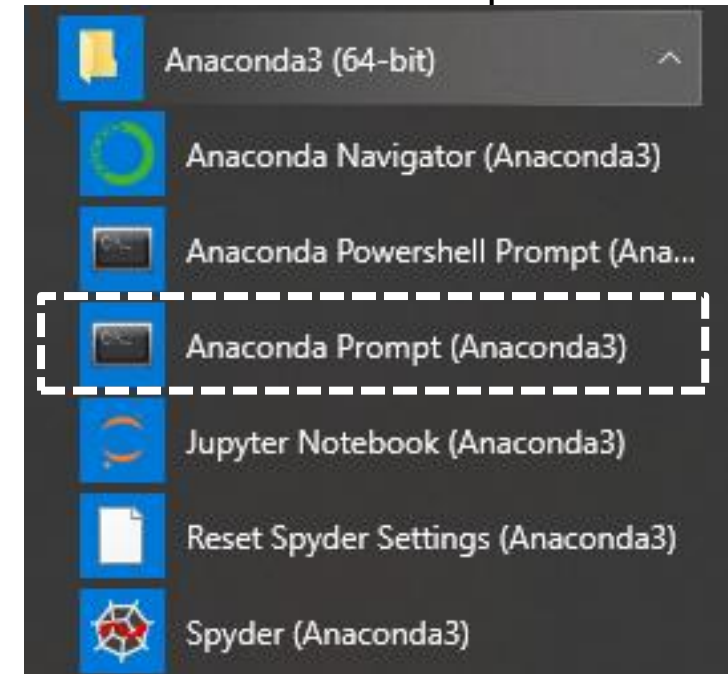 Anaconda3 (64-bit)
Anaconda Navigator (Anaconda3)
Anaconda Powershell Prompt (Ana...
Anaconda Prompt (Anaconda3)
Jupyter Notebook (Anaconda3)
Reset Spyder Settings (Anaconda3)
Spyder (Anaconda3)